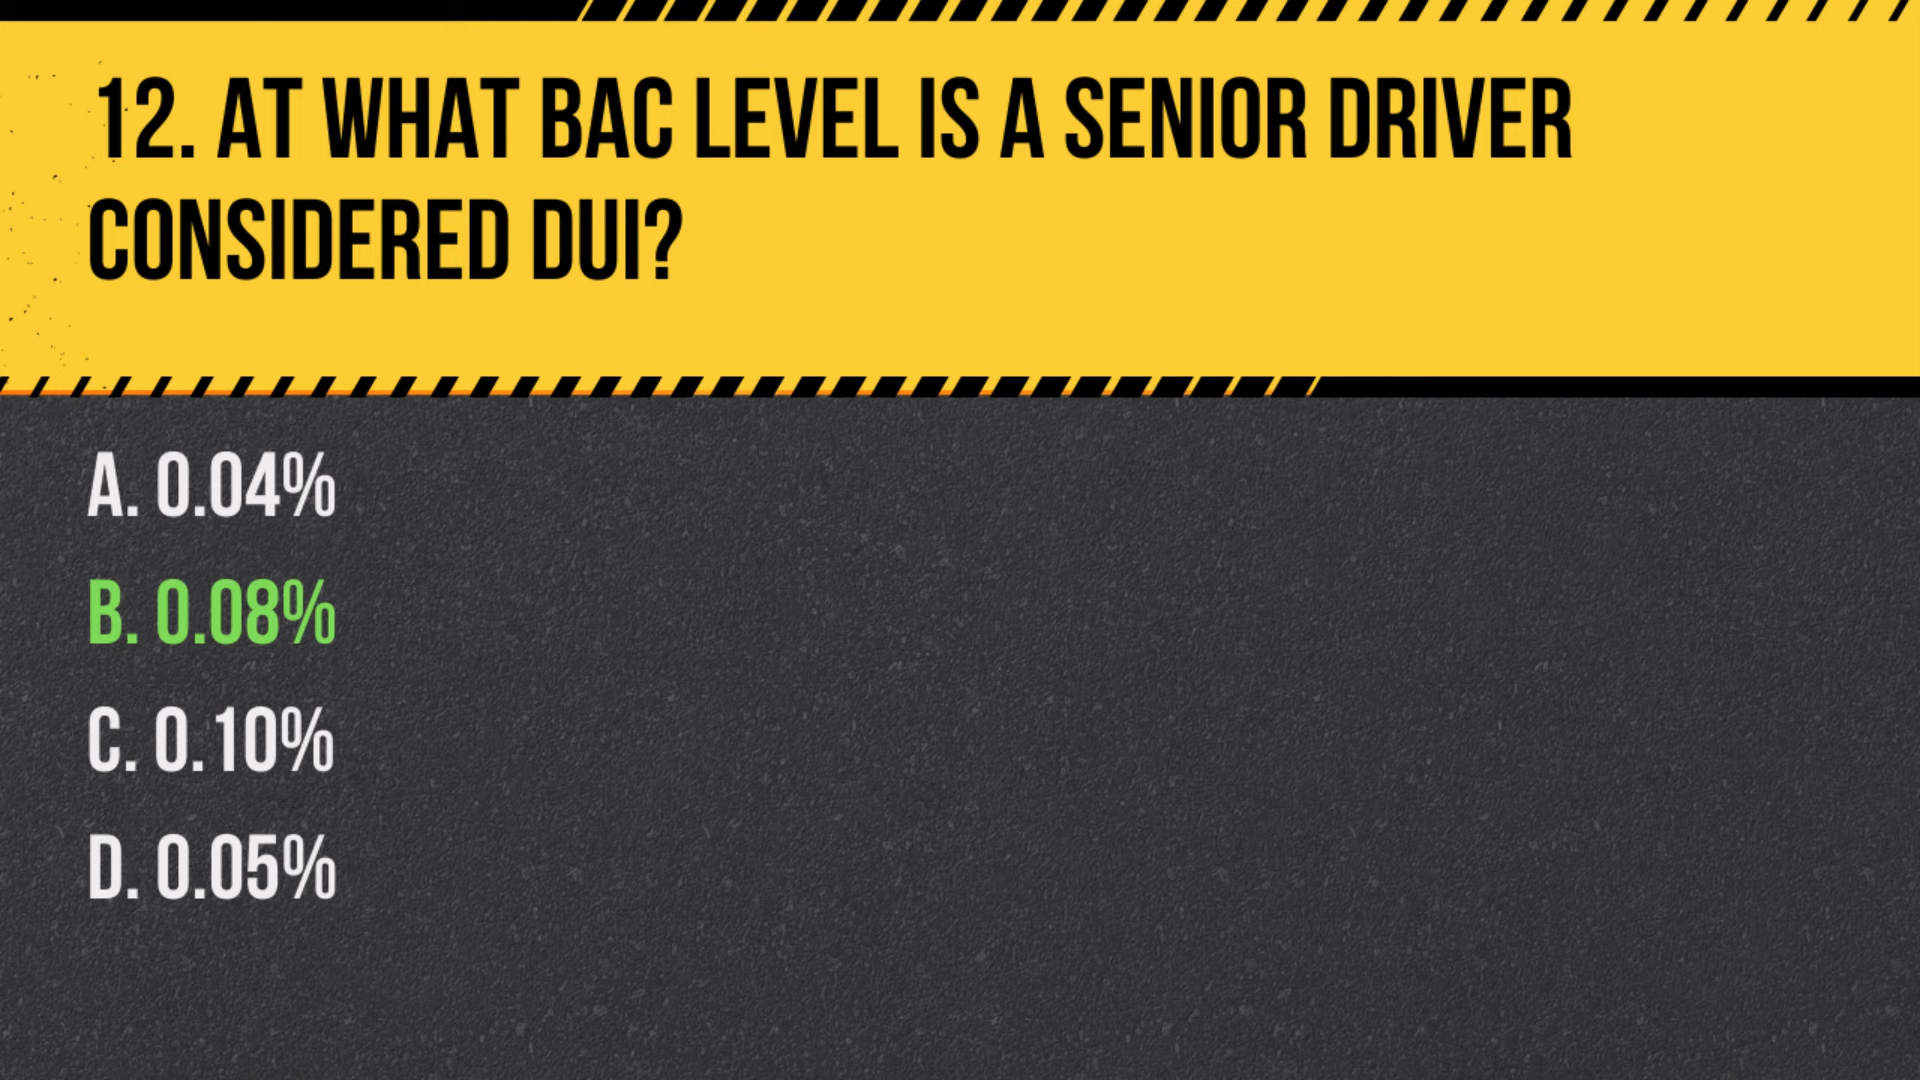 12. AT WHAT BAC LEVEL IS A SENIOR DRIVER
CONSIDERED DUI?
A. 0.04%
B. 0.08%
C. 0.10%
D. 0.05%